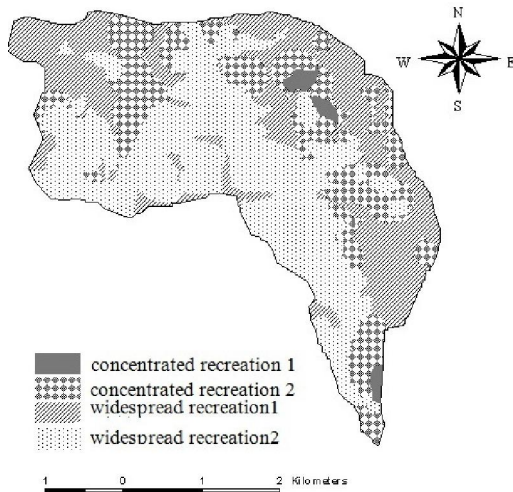 N
W E
S
concentrated recreation 1
concentrated recreation 2
widespread recreation1
widespread recreation2
1 0 1 2 Kilometers